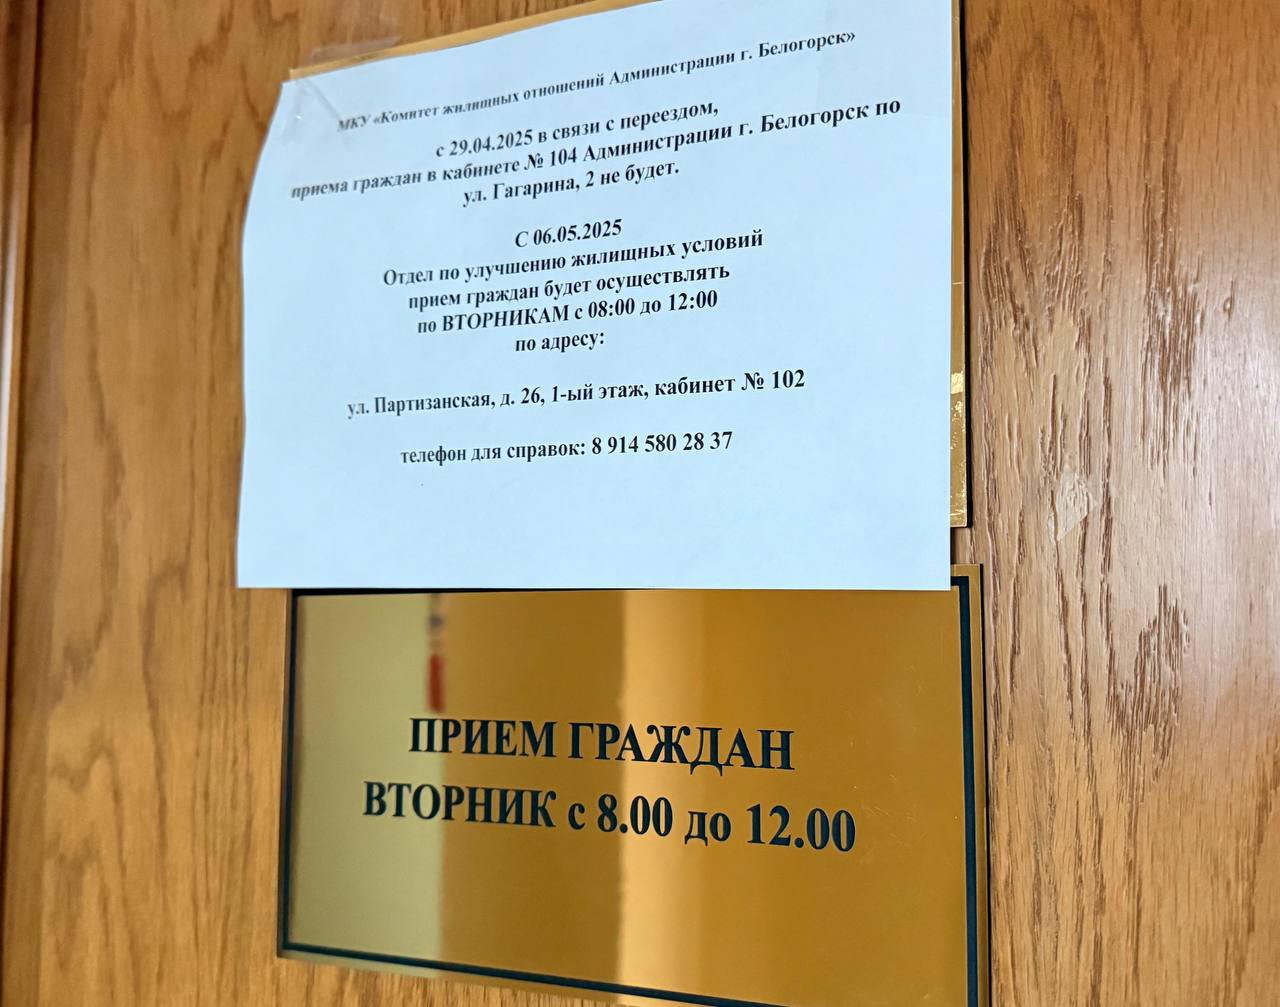 МКУ «Комитет жилищных отношений Администрации г. Белогорск»
с 29.04.2025 в связи с переездом,
приема граждан в кабинете № 104 Администрации г. Белогорск по
ул. Гагарина, 2 не будет.
С 06.05.2025
Отдел по улучшению жилищных условий
прием граждан будет осуществлять
по ВТОРНИКАМ с 08:00 до 12:00
по адресу:
ул. Партизанская, д. 26, 1-ый этаж, кабинет № 102
телефон для справок: 8 914 580 28 37
ПРИЕМ ГРАЖДАН
ВТОРНИК с 8.00 до 12.00